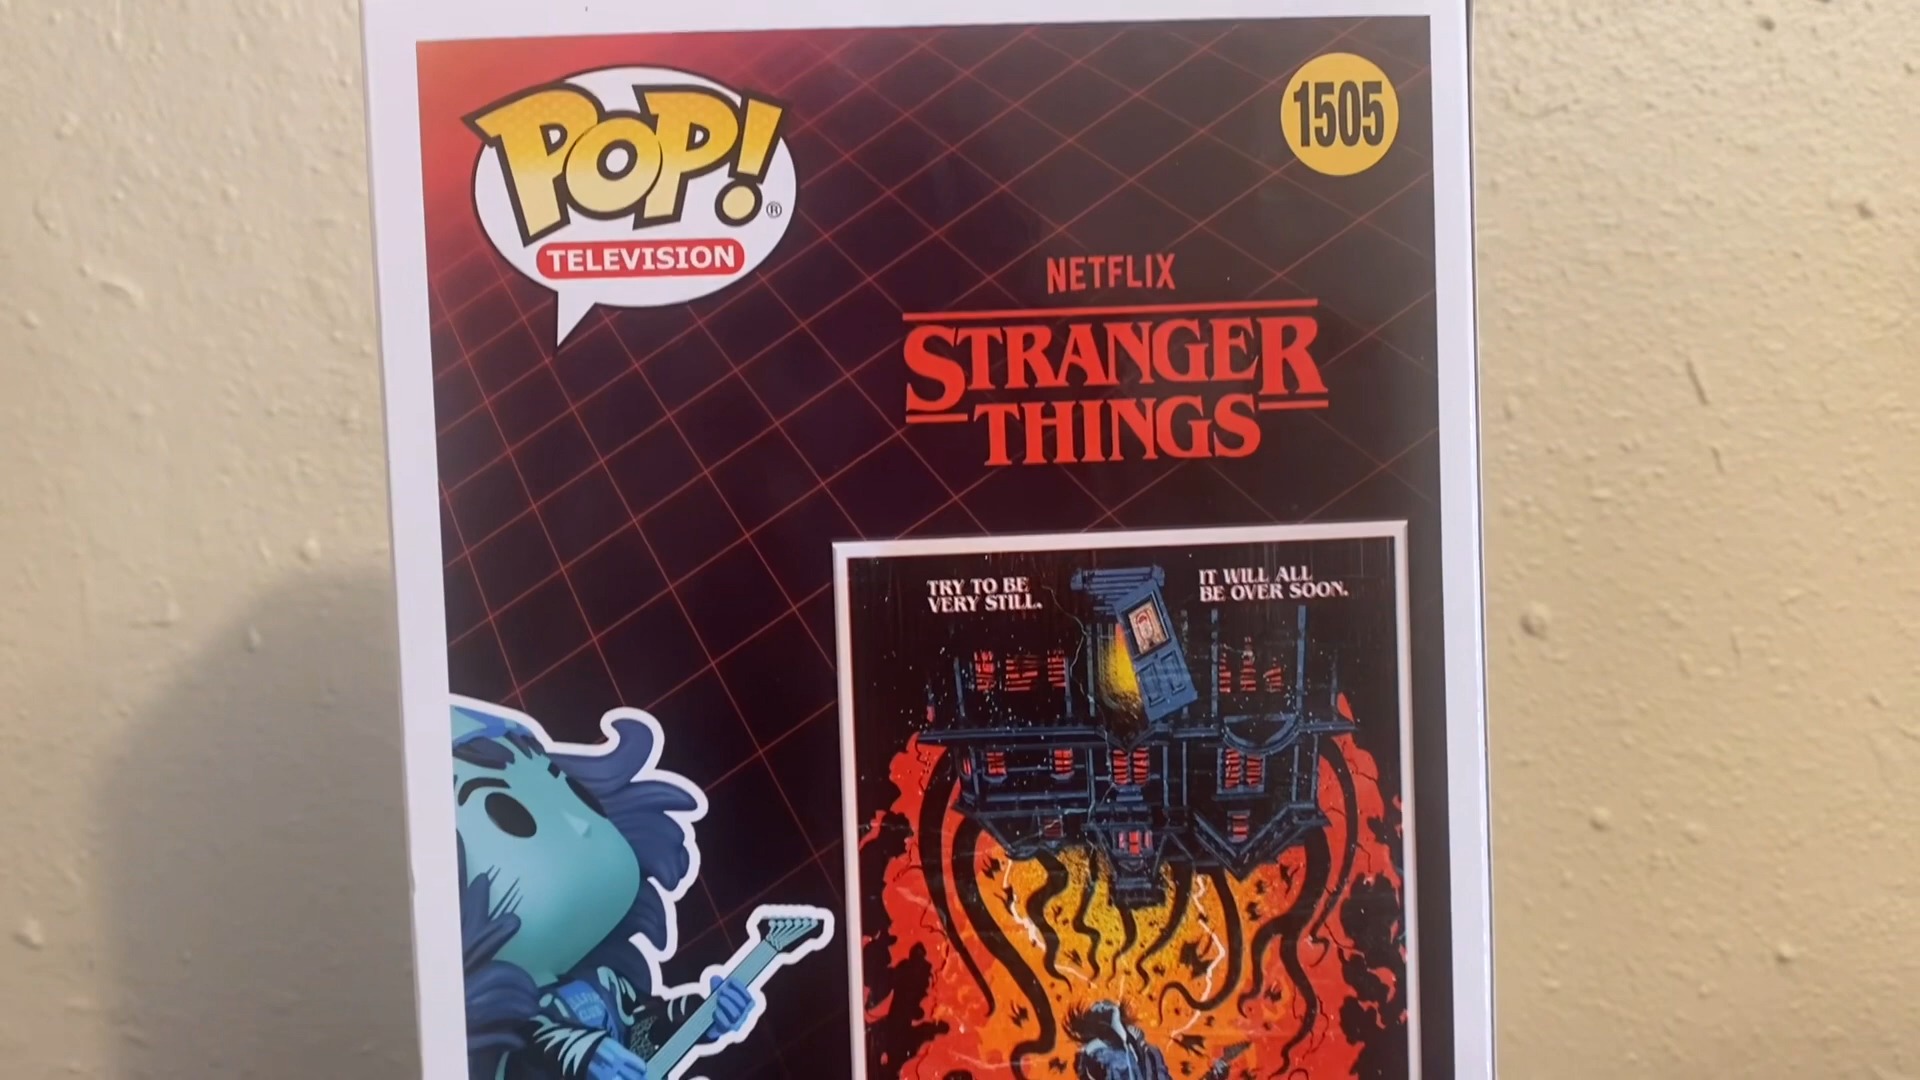 POP!®
TELEVISION
1505
NETFLIX
STRANGER
THINGS
TRY TO BE
VERY STILL.
IT WILL ALL
BE OVER SOON.